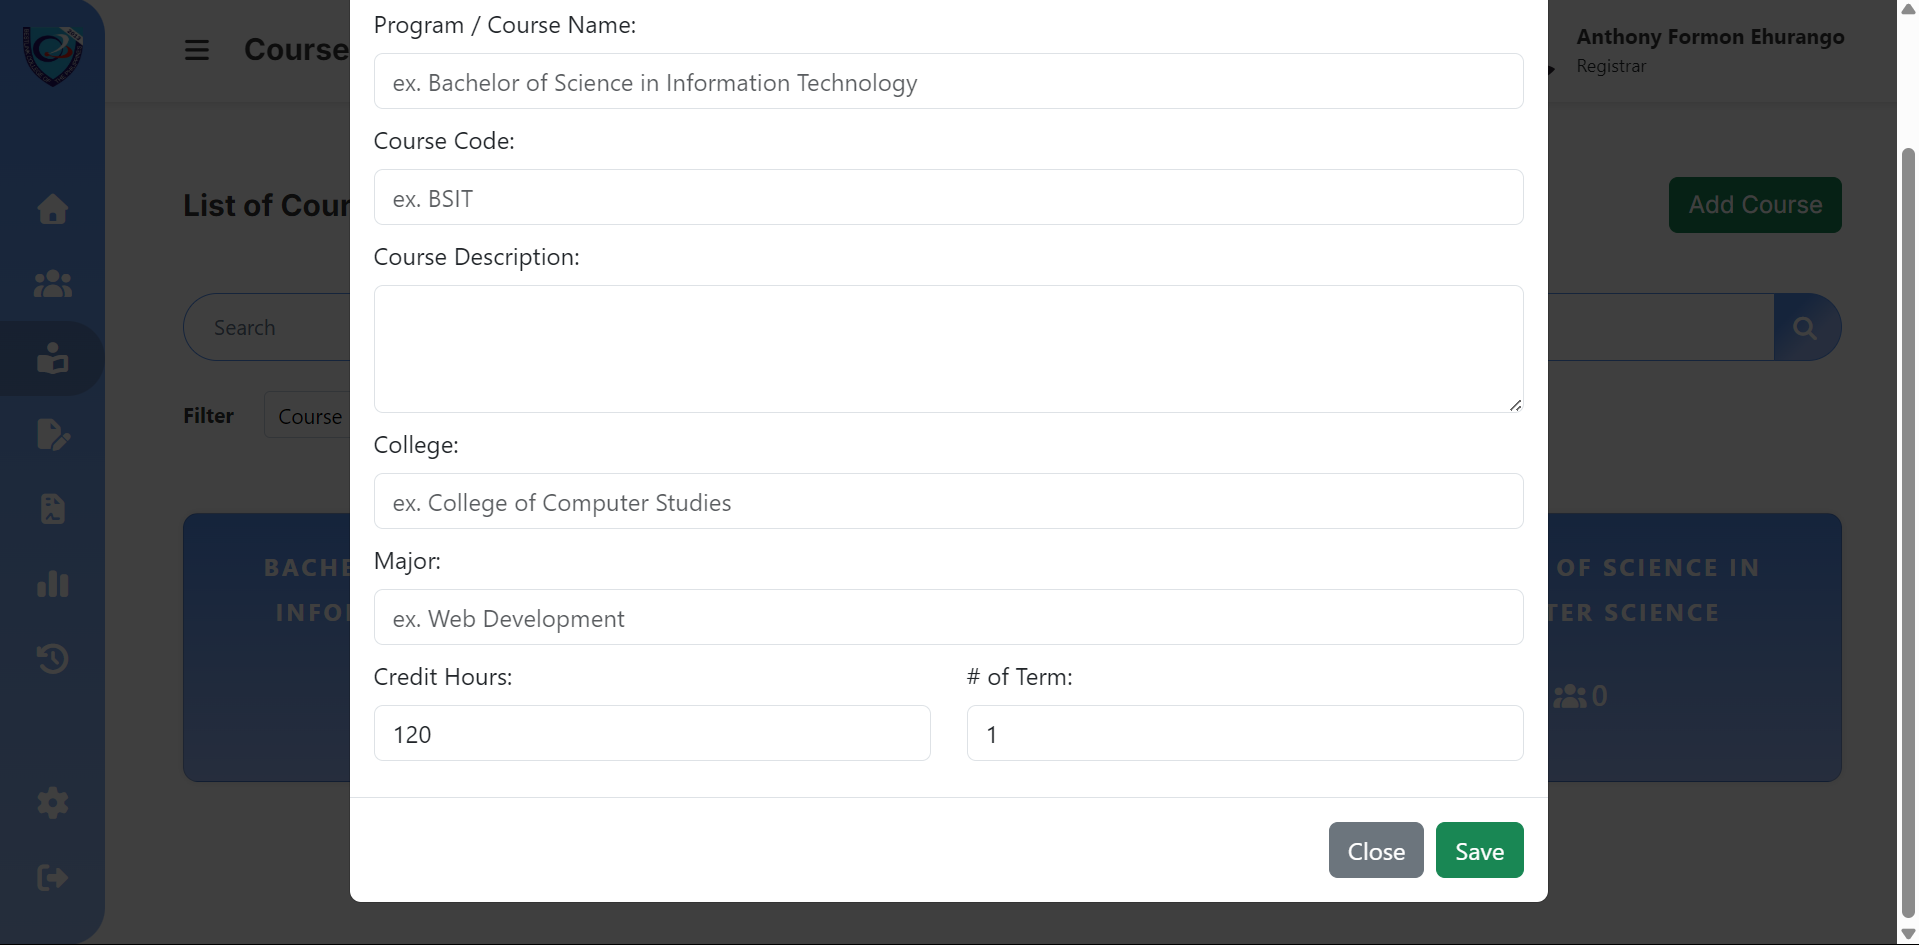 Program / Course Name:
Course
Anthony Formon Ehurango
Registrar
ex. Bachelor of Science in Information Technology
Course Code:
ex. BSIT
List of Cour
Add Course
Course Description:
Search
Filter
Course
College:
ex. College of Computer Studies
Major:
BACHE
OF SCIENCE IN
INFO
TER SCIENCE
ex. Web Development
Credit Hours:
# of Term:
0
120
1
Close
Save